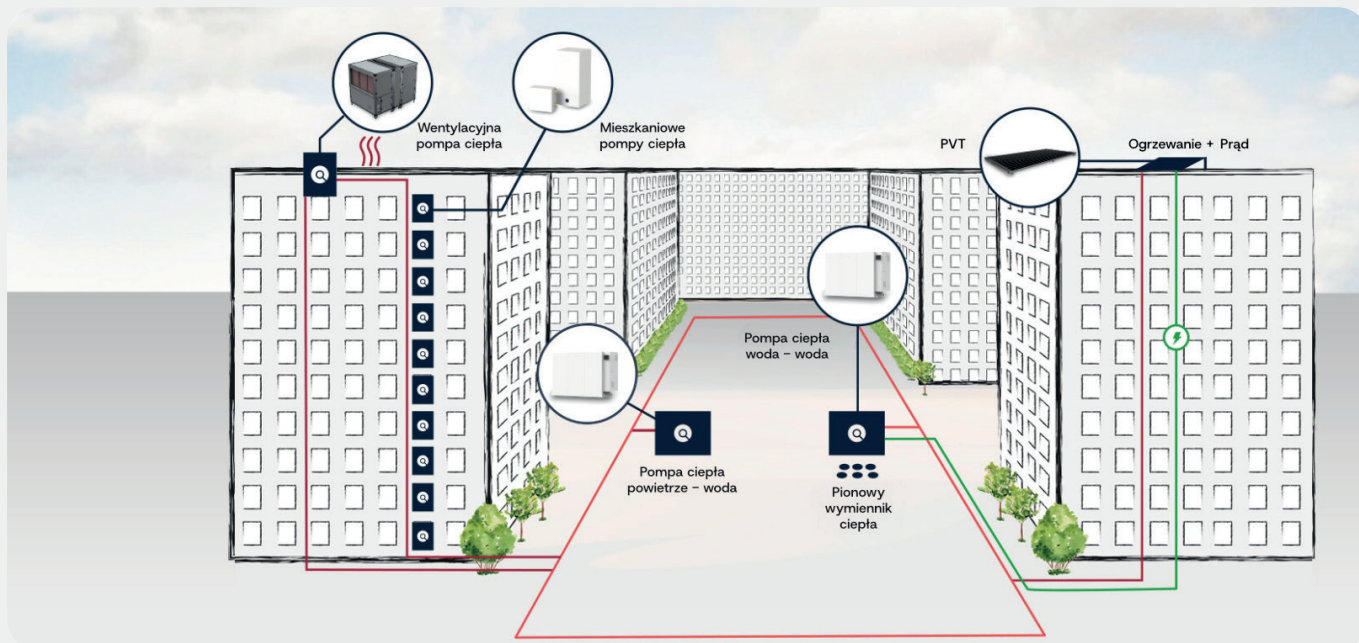 Wentylacyjna
pompa ciepła
Mieszkaniowe
pompy ciepła
PVT
Ogrzewanie + Prąd
Pompa ciepła
woda – woda
Pompa ciepła
powietrze – woda
Pionowy
wymiennik
ciepła